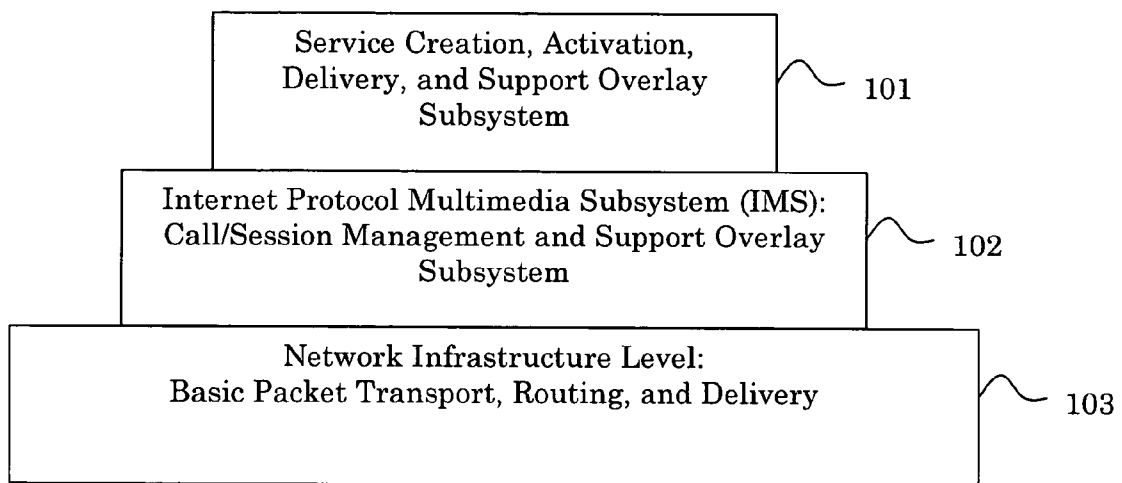 Service Creation, Activation,
Delivery, and Support Overlay
Subsystem
101
Internet Protocol Multimedia Subsystem (IMS):
Call/Session Management and Support Overlay
Subsystem
102
Network Infrastructure Level:
Basic Packet Transport, Routing, and Delivery
103